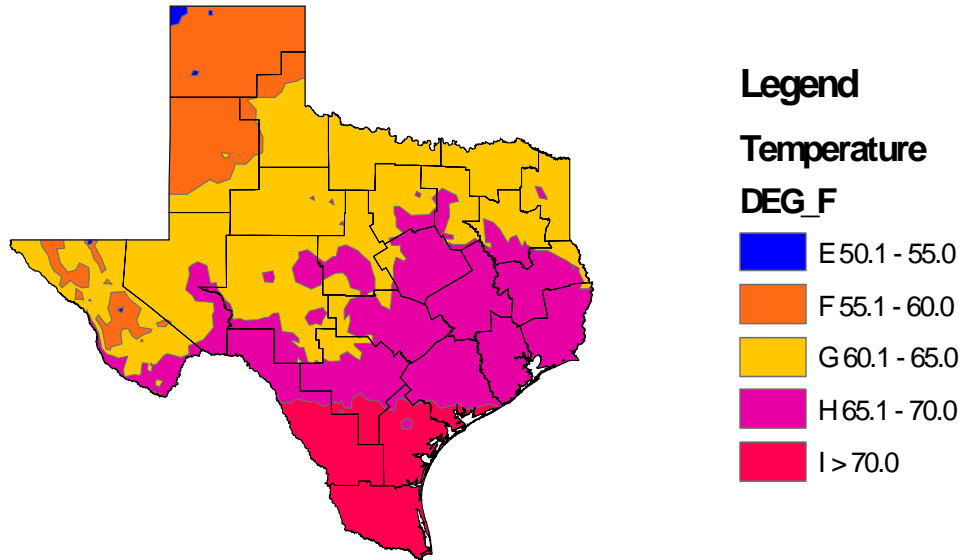 Legend
Temperature
DEG_F
E 50.1 - 55.0
F 55.1 - 60.0
G 60.1 - 65.0
H 65.1 - 70.0
I > 70.0